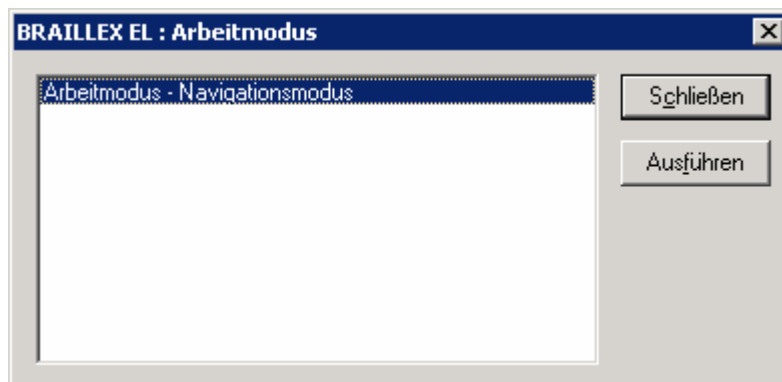 BRAILLEX EL : Arbeitmodus
Arbeitmodus - Navigationsmodus
Schließen
Ausführen